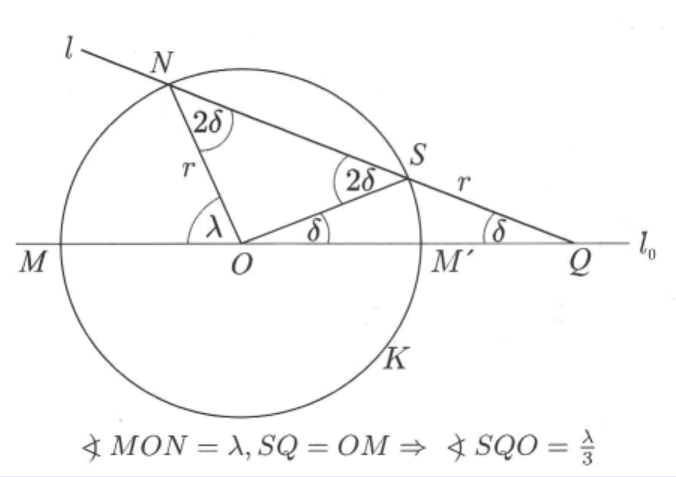 l
N
2δ
S
r
2δ
r
λ
δ
δ
l₀
M
O
M´
Q
K
∢ MON = λ, SQ = OM ⇒ ∢ SQO = λ/3